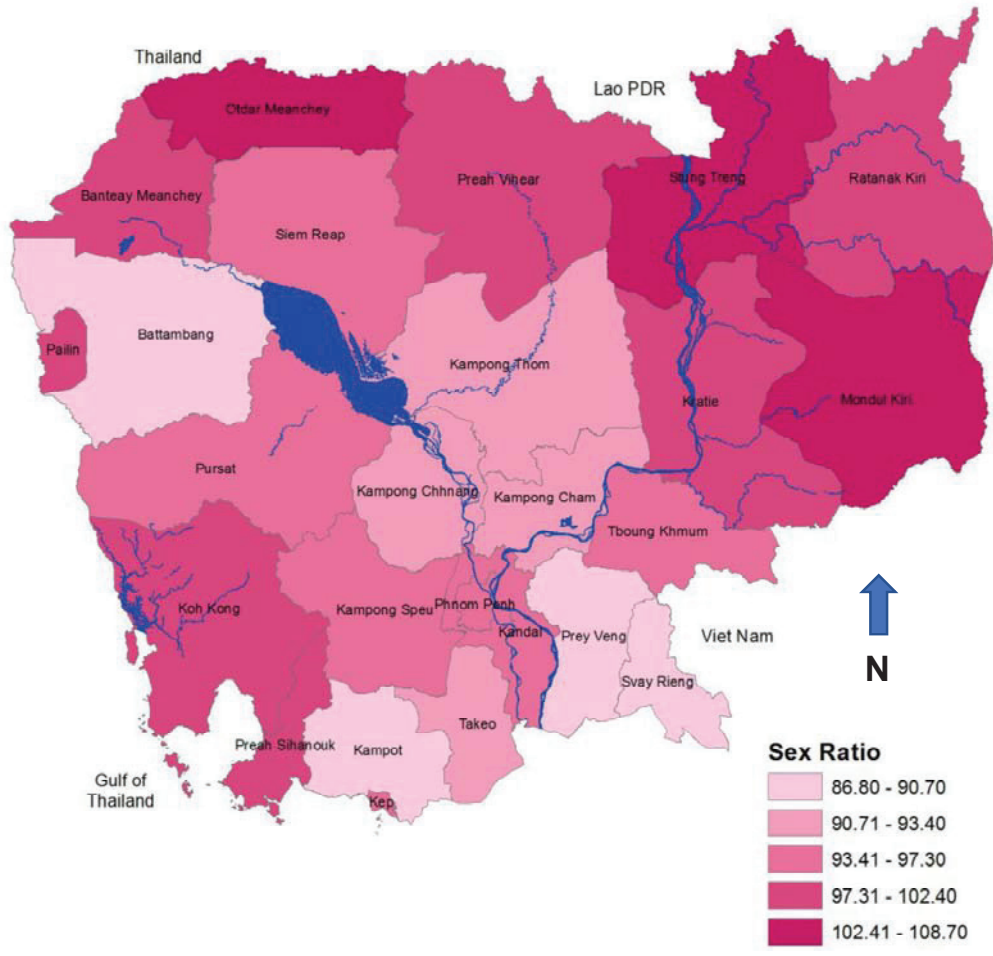 Thailand
Lao PDR
Otdar Meanchey
Stung Treng
Preah Vihear
Ratanak Kiri
Banteay Meanchey
Siem Reap
Battambang
Pailin
Kampong Thom
Kratie
Mondul Kiri
Pursat
Kampong Chhnang
Kampong Cham
Tboung Khmum
Koh Kong
Kampong Speu
Phnom Penh
Kandal
Prey Veng
Viet Nam
N
Svay Rieng
Takeo
Preah Sihanouk
Kampot
Gulf of
Thailand
Kep
Sex Ratio
86.80 - 90.70
90.71 - 93.40
93.41 - 97.30
97.31 - 102.40
102.41 - 108.70